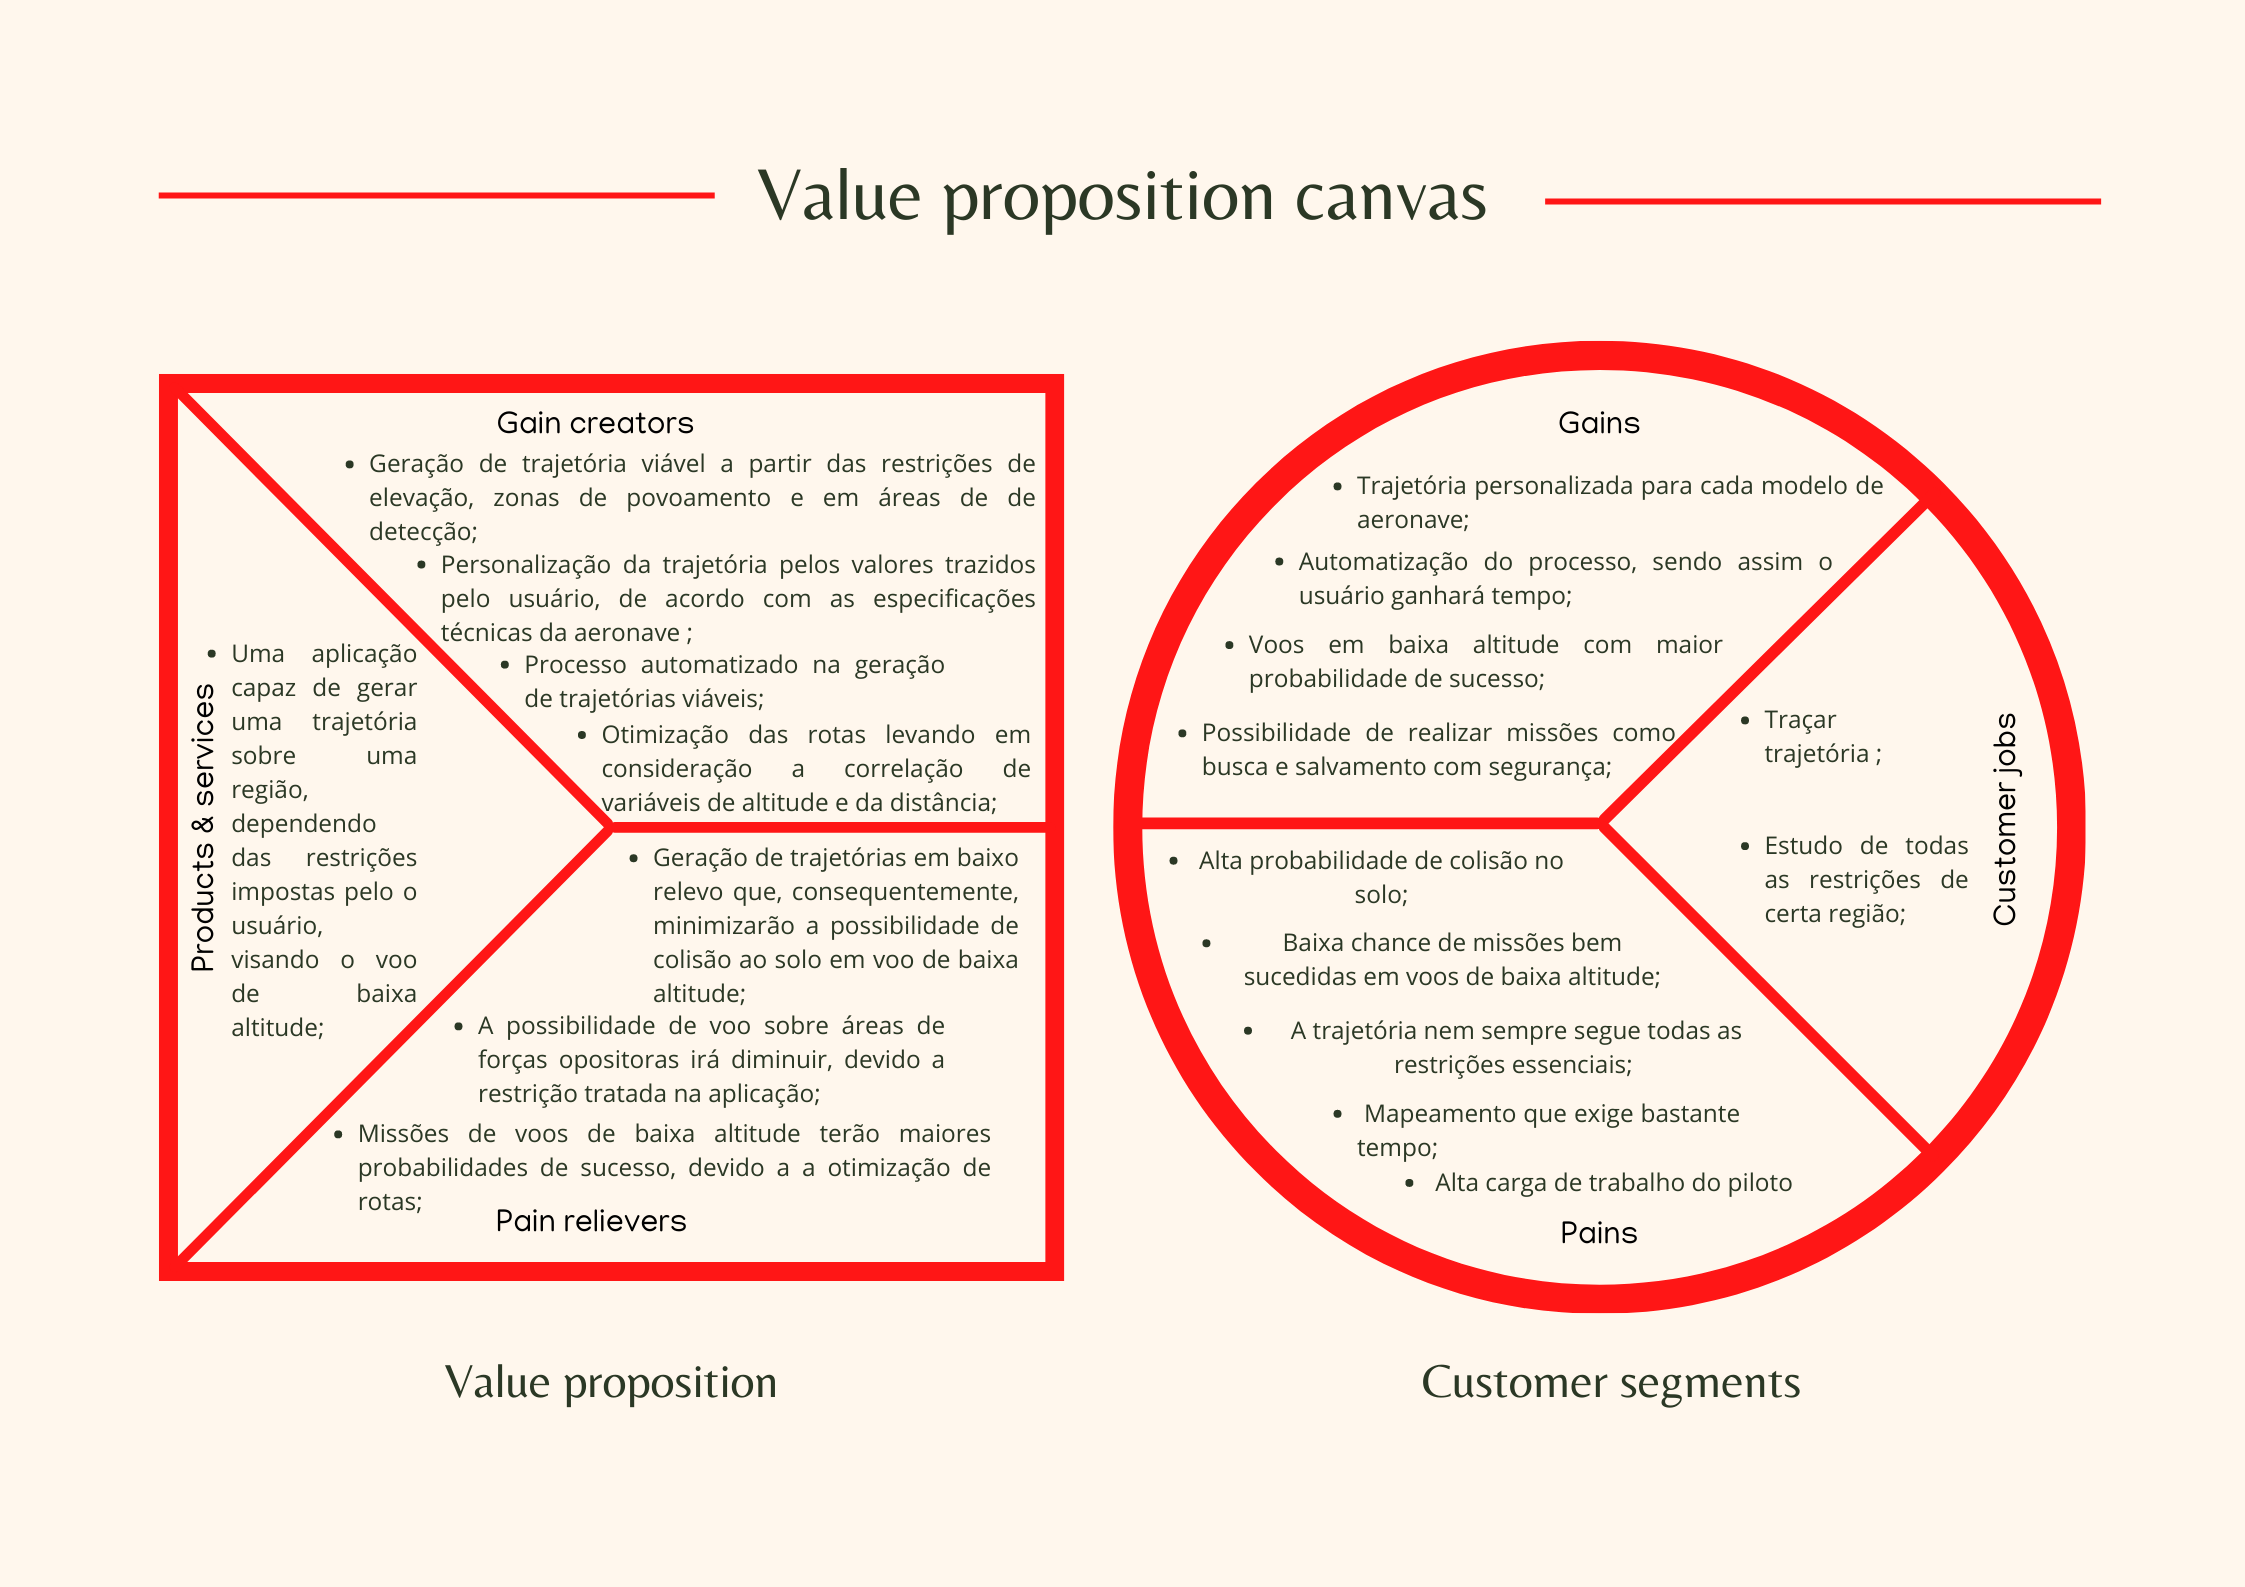 Value proposition canvas
Gain creators
• Geração de trajetória viável a partir das restrições de
elevação, zonas de povoamento e em áreas de de
detecção;
• Personalização da trajetória pelos valores trazidos
pelo usuário, de acordo com as especificações
técnicas da aeronave ;
• Processo automatizado na geração
de trajetórias viáveis;
• Otimização das rotas levando em
consideração a correlação de
variáveis de altitude e da distância;
Products & services
• Uma aplicação
capaz de gerar
uma trajetória
sobre uma
região,
dependendo
das restrições
impostas pelo o
usuário,
visando o voo
de baixa
altitude;
• Geração de trajetórias em baixo
relevo que, consequentemente,
minimizarão a possibilidade de
colisão ao solo em voo de baixa
altitude;
• A possibilidade de voo sobre áreas de
forças opositoras irá diminuir, devido a
restrição tratada na aplicação;
• Missões de voos de baixa altitude terão maiores
probabilidades de sucesso, devido a a otimização de
rotas;
Pain relievers
Value proposition
Gains
• Trajetória personalizada para cada modelo de
aeronave;
• Automatização do processo, sendo assim o
usuário ganhará tempo;
• Voos em baixa altitude com maior
probabilidade de sucesso;
• Possibilidade de realizar missões como
busca e salvamento com segurança;
• Traçar
trajetória ;
• Estudo de todas
as restrições de
certa região;
Customer jobs
• Alta probabilidade de colisão no
solo;
• Baixa chance de missões bem
sucedidas em voos de baixa altitude;
• A trajetória nem sempre segue todas as
restrições essenciais;
• Mapeamento que exige bastante
tempo;
• Alta carga de trabalho do piloto
Pains
Customer segments